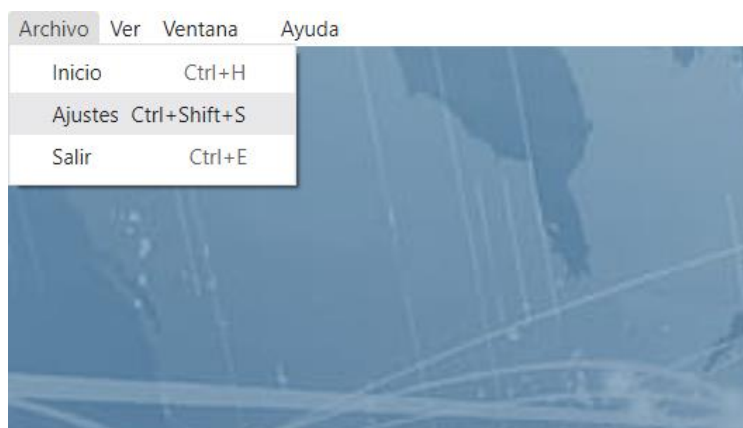 Archivo Ver Ventana Ayuda
Inicio Ctrl+H
Ajustes Ctrl+Shift+S
Salir Ctrl+E